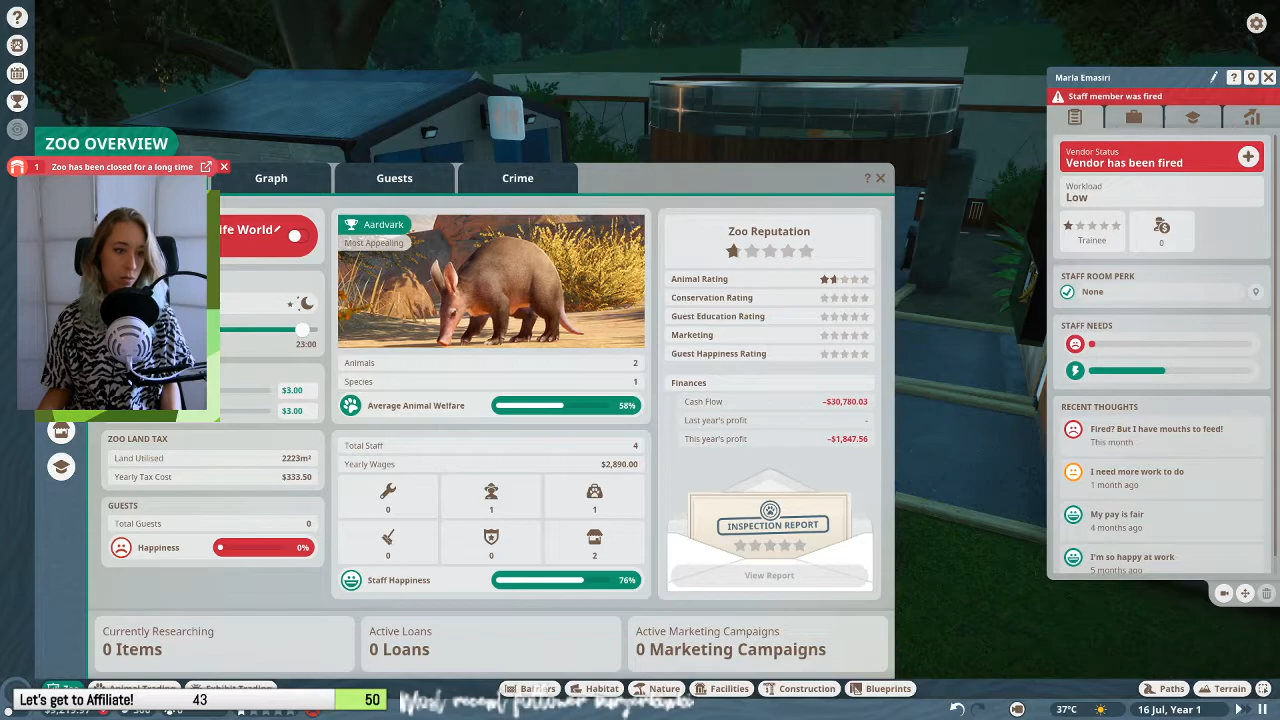 ZOO OVERVIEW
1 Zoo has been closed for a long time
Graph
Guests
Crime
ife World
23:00
$3.00
$3.00
ZOO LAND TAX
Land Utilised 2223m²
Yearly Tax Cost $333.50
GUESTS
Total Guests 0
Happiness 0%
Aardvark
Most Appealing
Animals 2
Species 1
Average Animal Welfare 58%
Total Staff 4
Yearly Wages $2,890.00
0 1 1
0 0 2
Staff Happiness 76%
Zoo Reputation
Animal Rating
Conservation Rating
Guest Education Rating
Marketing
Guest Happiness Rating
Finances
Cash Flow -$30,780.03
Last year's profit -
This year's profit -$1,847.56
INSPECTION REPORT
View Report
Currently Researching
0 Items
Active Loans
0 Loans
Active Marketing Campaigns
0 Marketing Campaigns
Marla Emasiri
Staff member was fired
Vendor Status
Vendor has been fired
Workload
Low
Trainee
0
STAFF ROOM PERK
None
STAFF NEEDS
RECENT THOUGHTS
Fired? But I have mouths to feed!
This month
I need more work to do
1 month ago
My pay is fair
4 months ago
I'm so happy at work
5 months ago
Barriers
Habitat
Nature
Facilities
Construction
Blueprints
Paths
Terrain
Let's get to Affiliate! 43 50
37°C
16 Jul, Year 1